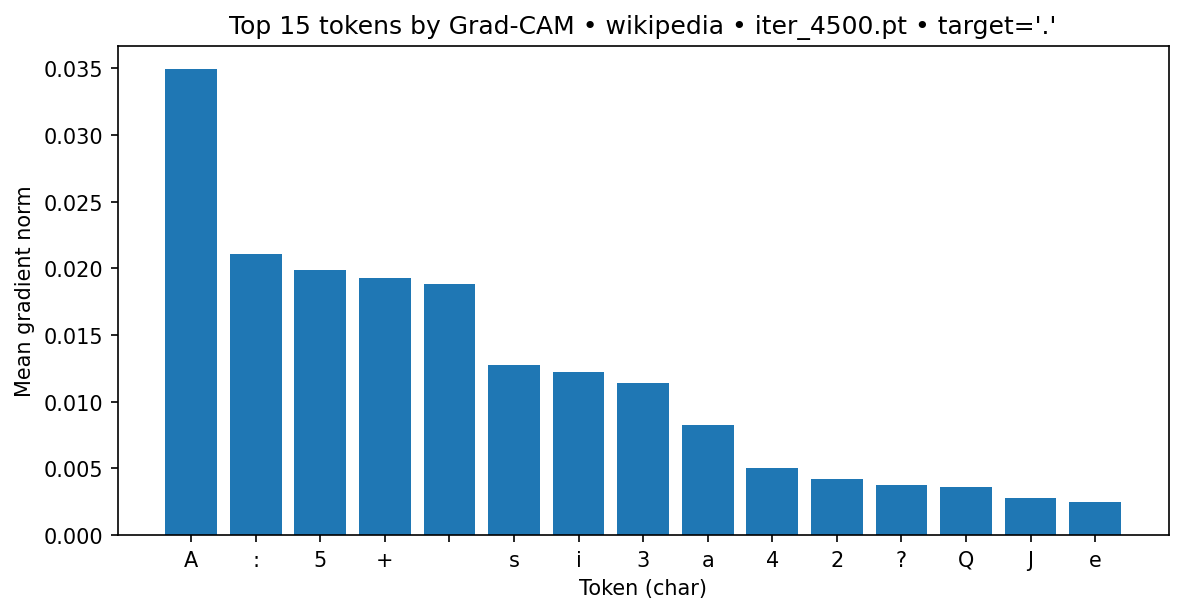 Top 15 tokens by Grad-CAM • wikipedia • iter_4500.pt • target='.'
0.035
0.030
0.025
0.020
0.015
0.010
0.005
0.000
Mean gradient norm
A : 5 + s i 3 a 4 2 ? Q J e
Token (char)